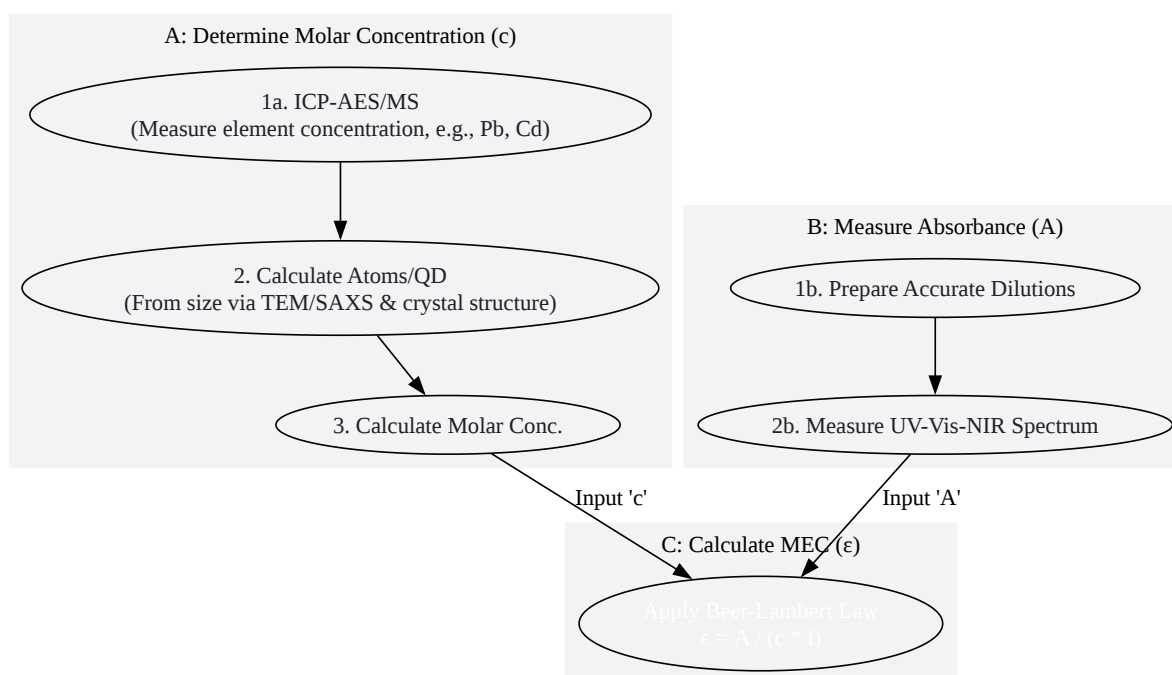 A: Determine Molar Concentration (c)
1a. ICP-AES/MS
(Measure element concentration, e.g., Pb, Cd)
2. Calculate Atoms/QD
(From size via TEM/SAXS & crystal structure)
3. Calculate Molar Conc.
B: Measure Absorbance (A)
1b. Prepare Accurate Dilutions
2b. Measure UV-Vis-NIR Spectrum
Input 'c'
Input 'A'
C: Calculate MEC (ε)
Apply Beer-Lambert Law
ε = A / (c * l)